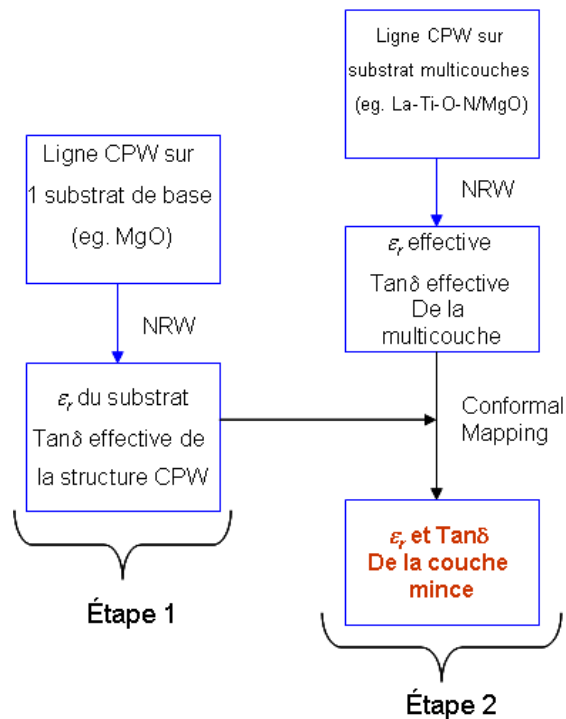 Ligne CPW sur
1 substrat de base
(eg. MgO)
NRW
εr du substrat
Tanδ effective de
la structure CPW
Étape 1
Ligne CPW sur
substrat multicouches
(eg. La-Ti-O-N/MgO)
NRW
εr effective
Tanδ effective
De la
multicouche
Conformal
Mapping
εr et Tanδ
De la couche
mince
Étape 2